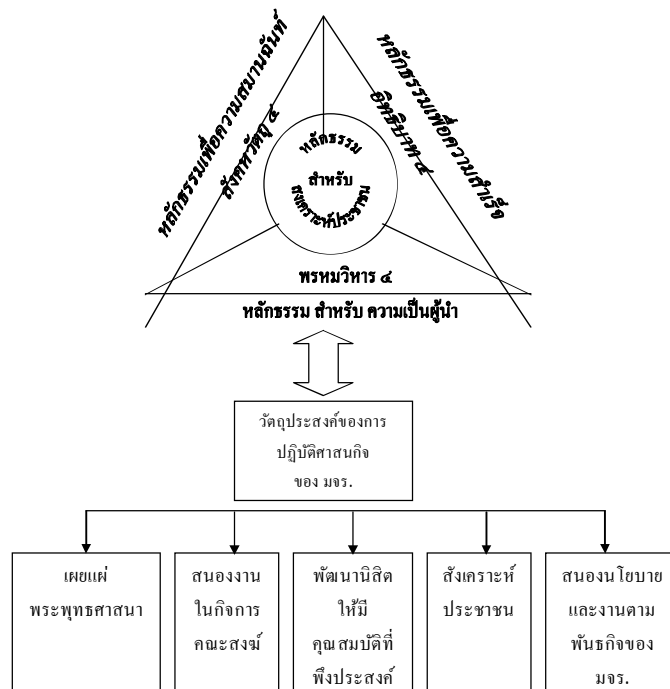 หลักธรรมเพื่อความสมานฉันท์
สังคหวัตถุ ๔
หลักธรรมเพื่อความสำเร็จ
อิทธิบาท ๔
หลักธรรม
สำหรับ
สงเคราะห์ประชาชน
พรหมวิหาร ๔
หลักธรรม สำหรับ ความเป็นผู้นำ
วัตถุประสงค์ของการ
ปฏิบัติศาสนกิจ
ของ มจร.
เผยแผ่
พระพุทธศาสนา
สนองงาน
ในกิจการ
คณะสงฆ์
พัฒนานิสิต
ให้มี
คุณสมบัติที่
พึงประสงค์
สังเคราะห์
ประชาชน
สนองนโยบาย
และงานตาม
พันธกิจของ
มจร.